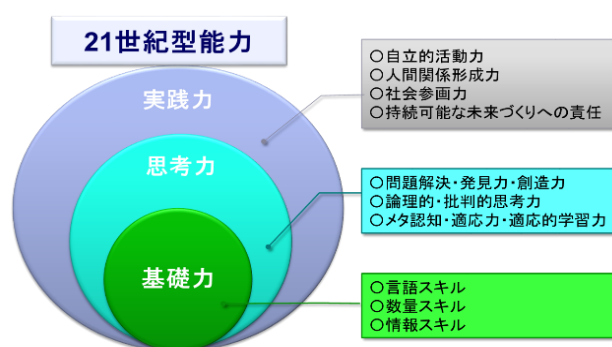 21世紀型能力
実践力
○自立的活動力
○人間関係形成力
○社会参画力
○持続可能な未来づくりへの責任
思考力
○問題解決・発見力・創造力
○論理的・批判的思考力
○メタ認知・適応力・適応的学習力
基礎力
○言語スキル
○数量スキル
○情報スキル